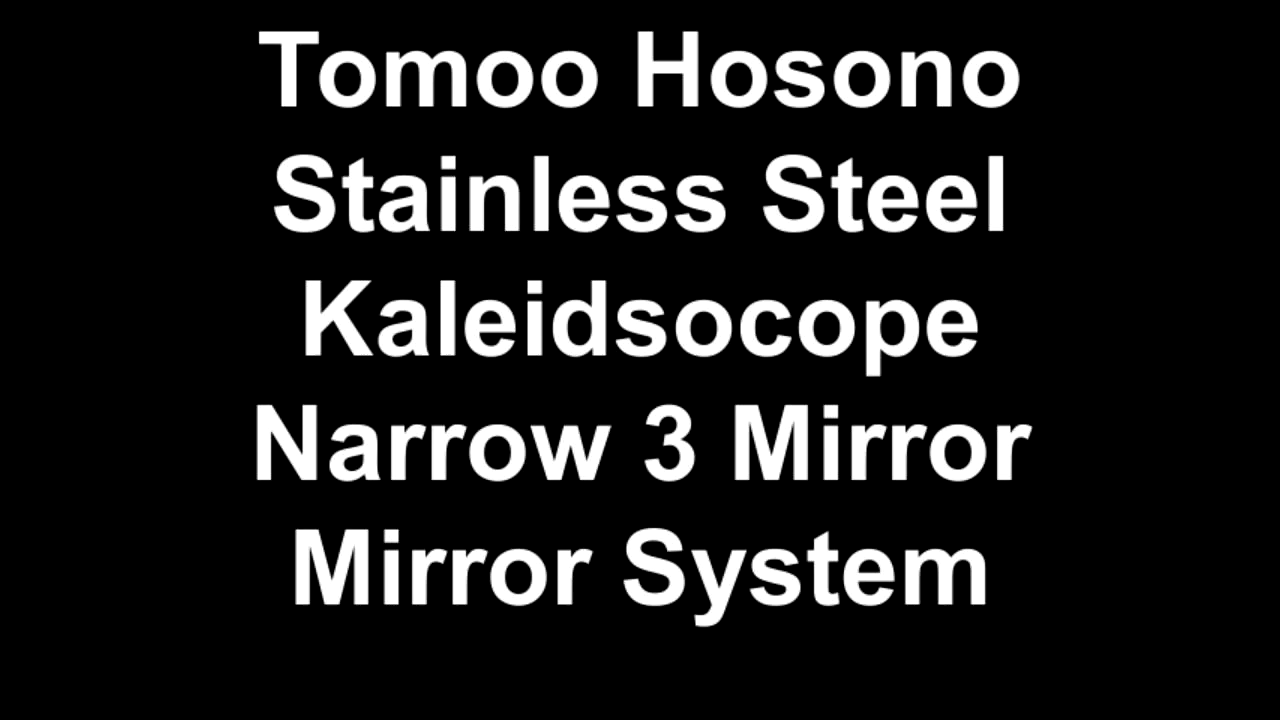 Tomoo Hosono
Stainless Steel
Kaleidsocope
Narrow 3 Mirror
Mirror System